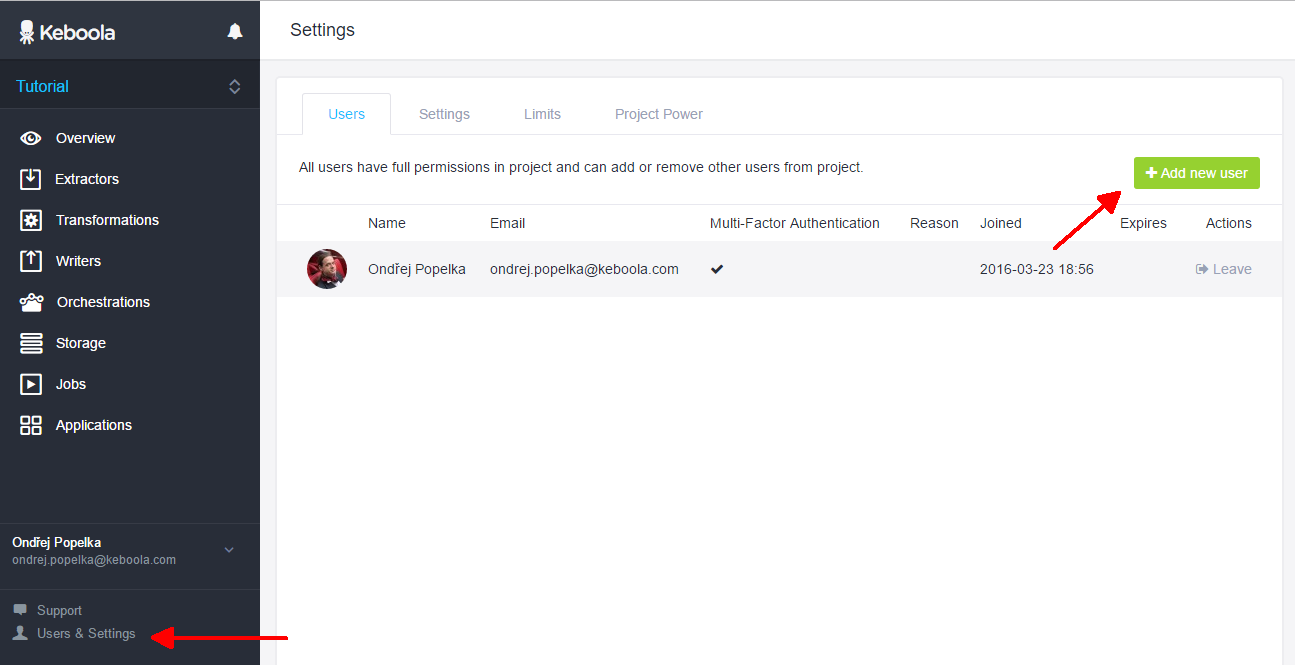 Keboola
Tutorial
Overview
Extractors
Transformations
Writers
Orchestrations
Storage
Jobs
Applications
Ondřej Popelka
ondrej.popelka@keboola.com
Support
Users & Settings
Settings
Users Settings Limits Project Power
All users have full permissions in project and can add or remove other users from project.
Add new user
Name Email Multi-Factor Authentication Reason Joined Expires Actions
Ondřej Popelka ondrej.popelka@keboola.com 2016-03-23 18:56 Leave